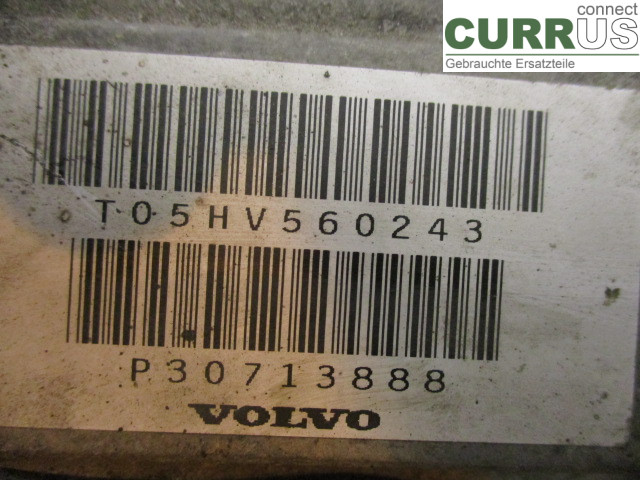 connect
CURRUS
Gebrauchte Ersatzteile
T05HV560243
P30713888
VOLVO